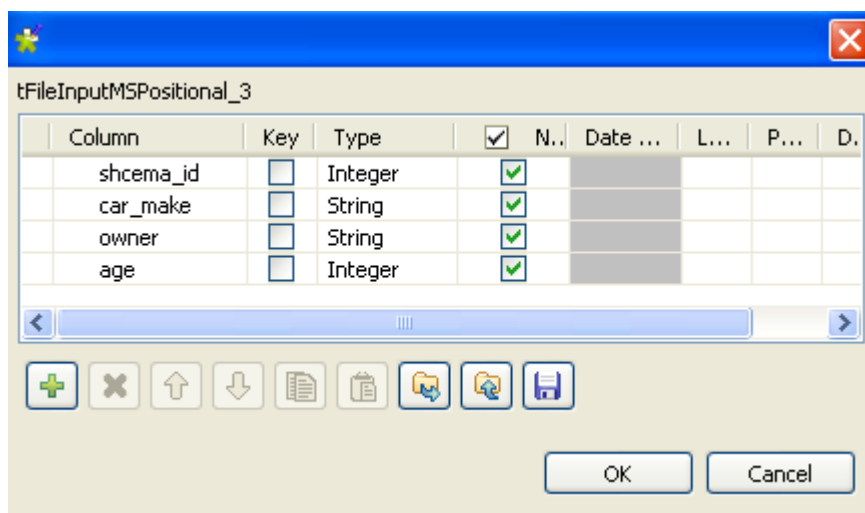 tFileInputMSPositional_3
Column Key Type N.. Date ... L... P... D.
shcema_id Integer
car_make String
owner String
age Integer
OK Cancel